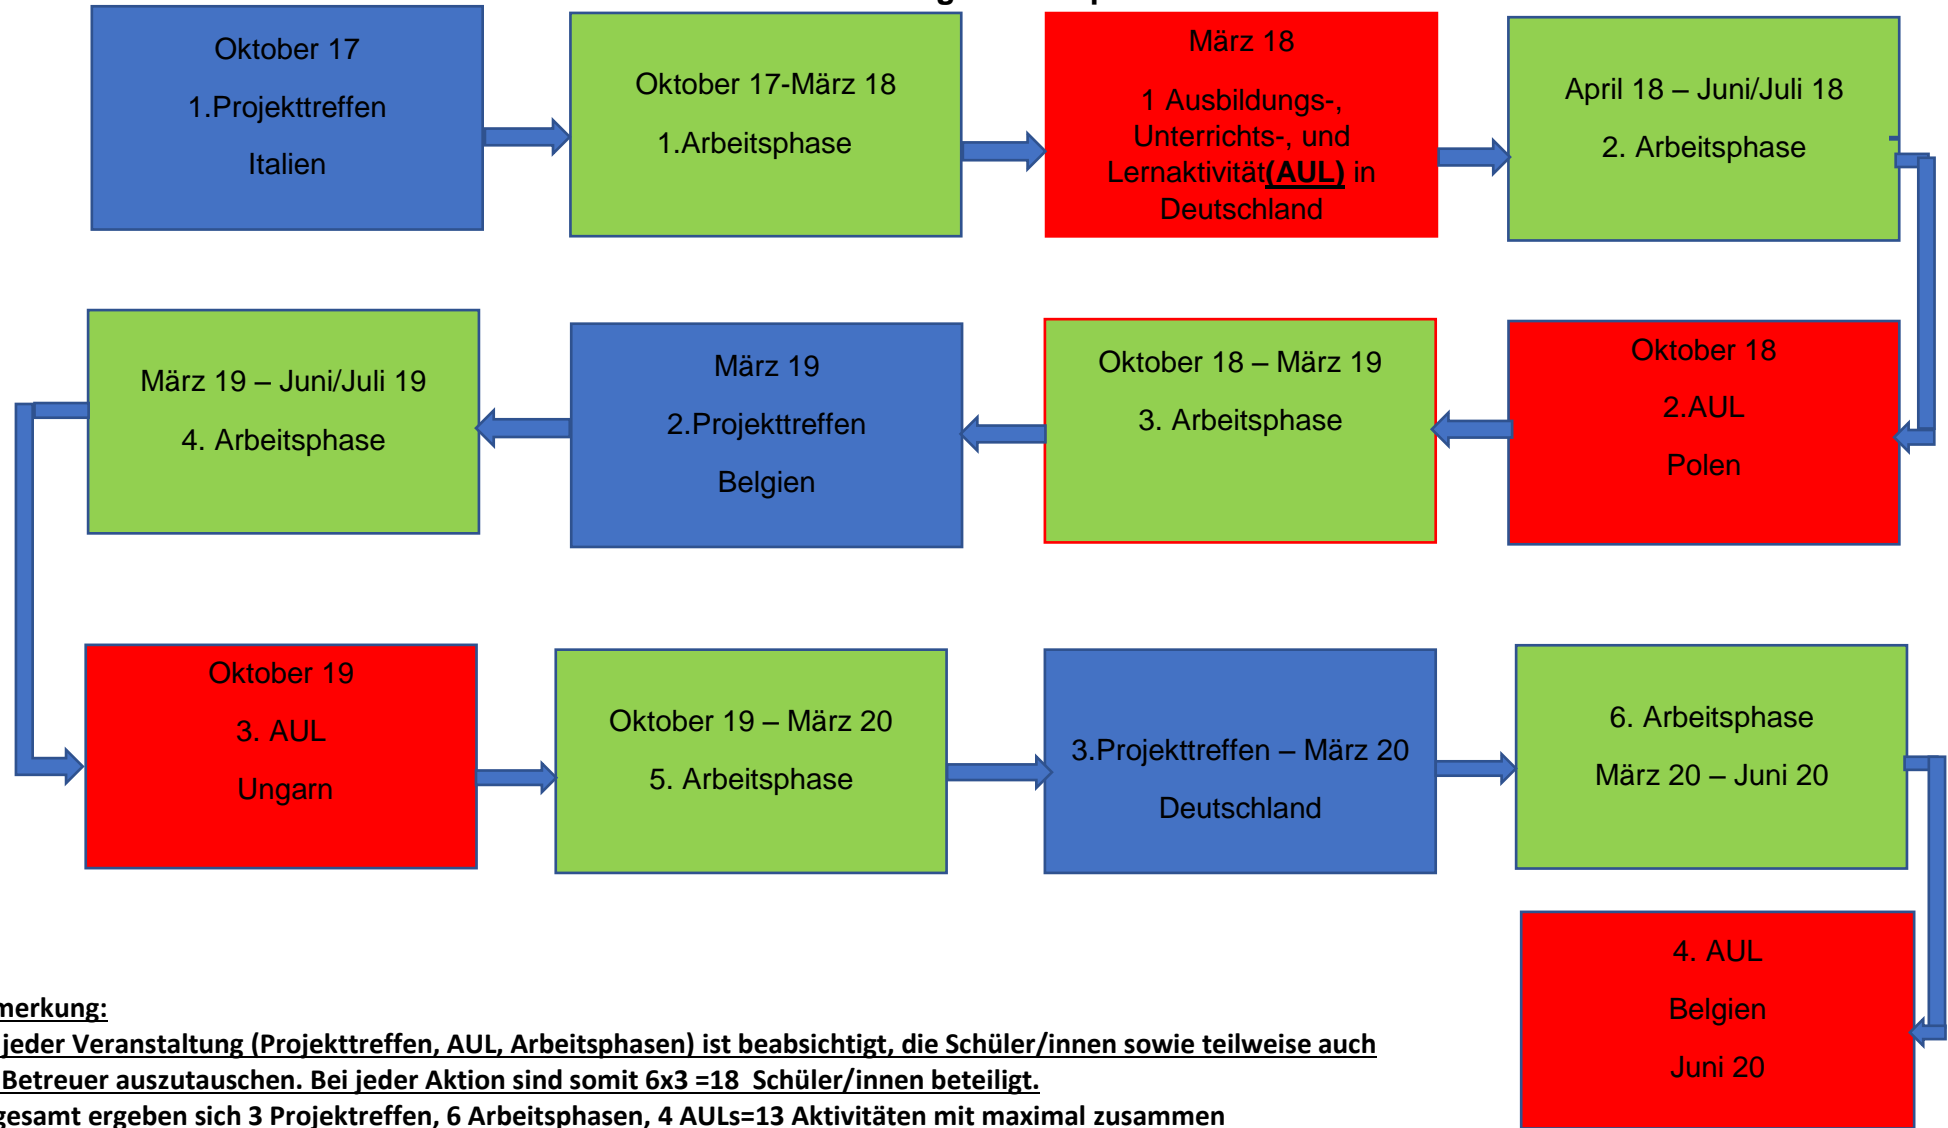 Oktober 17
1.Projekttreffen
Italien
Oktober 17-März 18
1.Arbeitsphase
März 18
1 Ausbildungs-,
Unterrichts-, und
Lernaktivität(AUL) in
Deutschland
April 18 – Juni/Juli 18
2. Arbeitsphase
Oktober 18
2.AUL
Polen
Oktober 18 – März 19
3. Arbeitsphase
März 19
2.Projekttreffen
Belgien
März 19 – Juni/Juli 19
4. Arbeitsphase
Oktober 19
3. AUL
Ungarn
Oktober 19 – März 20
5. Arbeitsphase
3.Projekttreffen – März 20
Deutschland
6. Arbeitsphase
März 20 – Juni 20
4. AUL
Belgien
Juni 20
merkung:
jeder Veranstaltung (Projekttreffen, AUL, Arbeitsphasen) ist beabsichtigt, die Schüler/innen sowie teilweise auch
Betreuer auszutauschen. Bei jeder Aktion sind somit 6x3 =18 Schüler/innen beteiligt.
gesamt ergeben sich 3 Projektreffen, 6 Arbeitsphasen, 4 AULs=13 Aktivitäten mit maximal zusammen